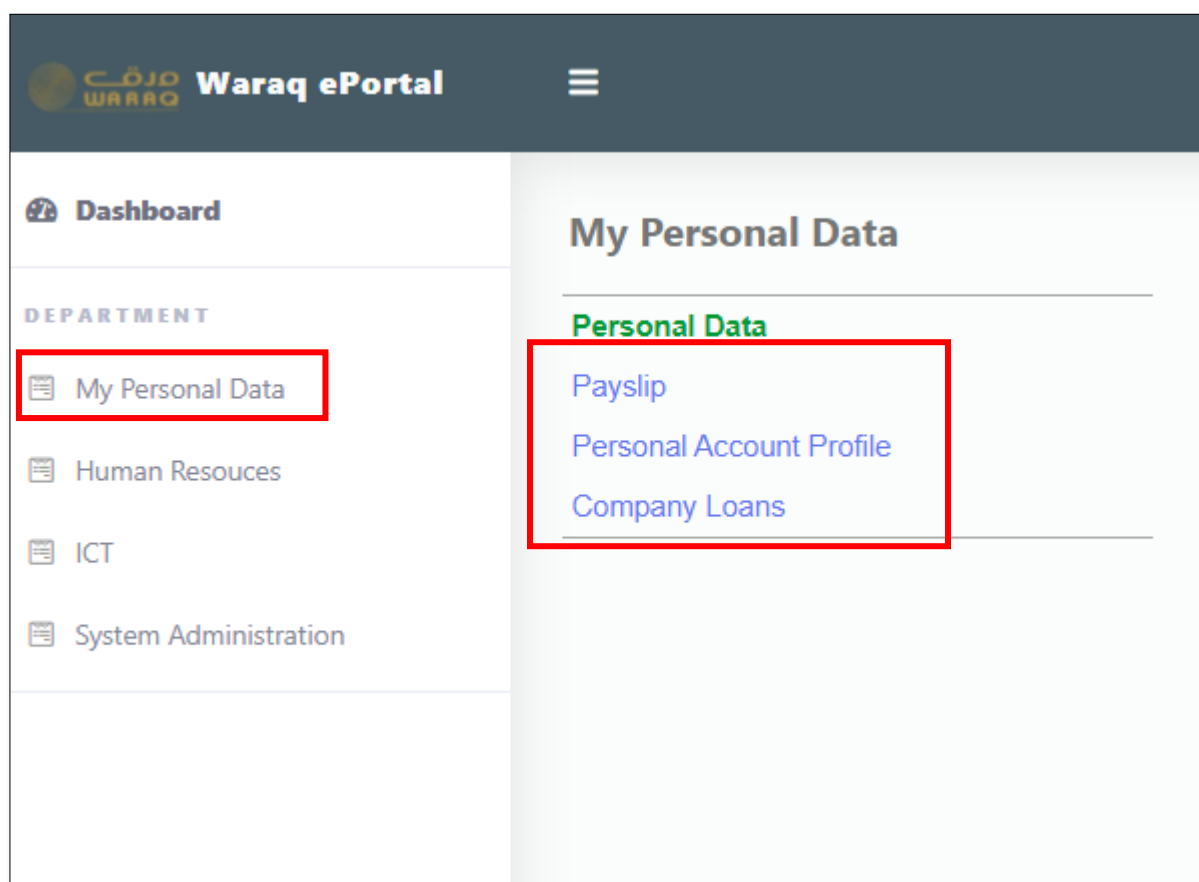 ورق
WARAQ
Waraq ePortal
Dashboard
DEPARTMENT
My Personal Data
Human Resouces
ICT
System Administration
My Personal Data
Personal Data
Payslip
Personal Account Profile
Company Loans